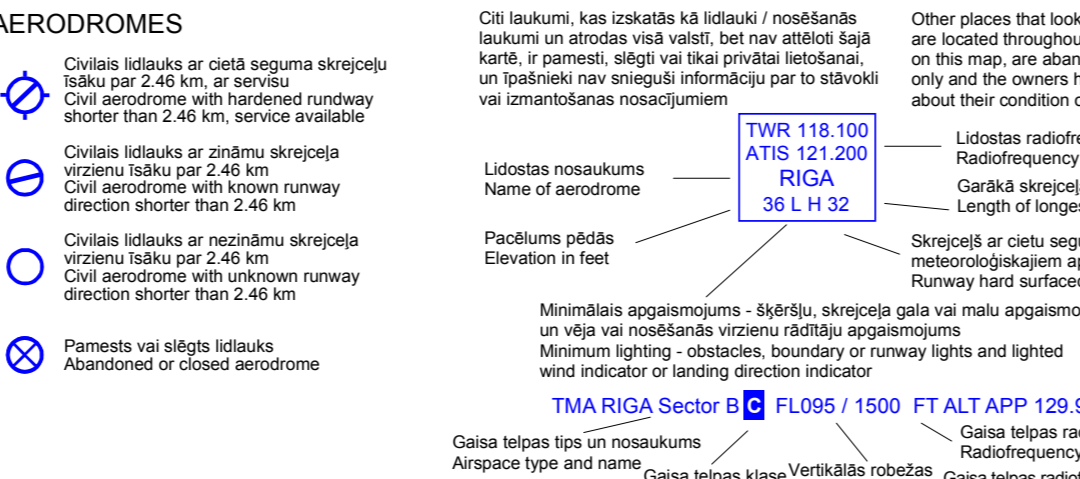 AERODROMES
Civilais lidlauks ar cietā seguma skrejceļu
īsāku par 2.46 km, ar servisu
Civil aerodrome with hardened rundway
shorter than 2.46 km, service available
Civilais lidlauks ar zināmu skrejceļa
virzienu īsāku par 2.46 km
Civil aerodrome with known runway
direction shorter than 2.46 km
Civilais lidlauks ar nezināmu skrejceļa
virzienu īsāku par 2.46 km
Civil aerodrome with unknown runway
direction shorter than 2.46 km
Pamests vai slēgts lidlauks
Abandoned or closed aerodrome
Citi laukumi, kas izskatās kā lidlauki / nosēšanās
laukumi un atrodas visā valstī, bet nav attēloti šajā
kartē, ir pamesti, slēgti vai tikai privātai lietošanai,
un īpašnieki nav snieguši informāciju par to stāvokli
vai izmantošanas nosacījumiem
Other places that look
are located
on this map, are
only and the owners
about their condition
TWR 118.100
ATIS 121.200
RIGA
36 L H 32
Lidostas nosaukums
Name of aerodrome
Pacēlums pēdās
Elevation in feet
Lidostas
Radiofrequency
Garākā
Length of
Skrejceļš ar cietu
meteoroloģiskajiem
Runway hard surfaced
Minimālais apgaismojums - šķēršļu, skrejceļa gala vai malu
un vēja vai nosēšanās virzienu rādītāju apgaismojums
Minimum lighting - obstacles, boundary or runway lights and lighted
wind indicator or landing direction indicator
TMA RIGA Sector B C FL095 / 1500 FT ALT APP 129.9
Gaisa telpas tips un nosaukums
Airspace type and name
Gaisa telpas klase
Vertikālās robežas
Gaisa telpas
Radiofrequency
Gaisa telpas